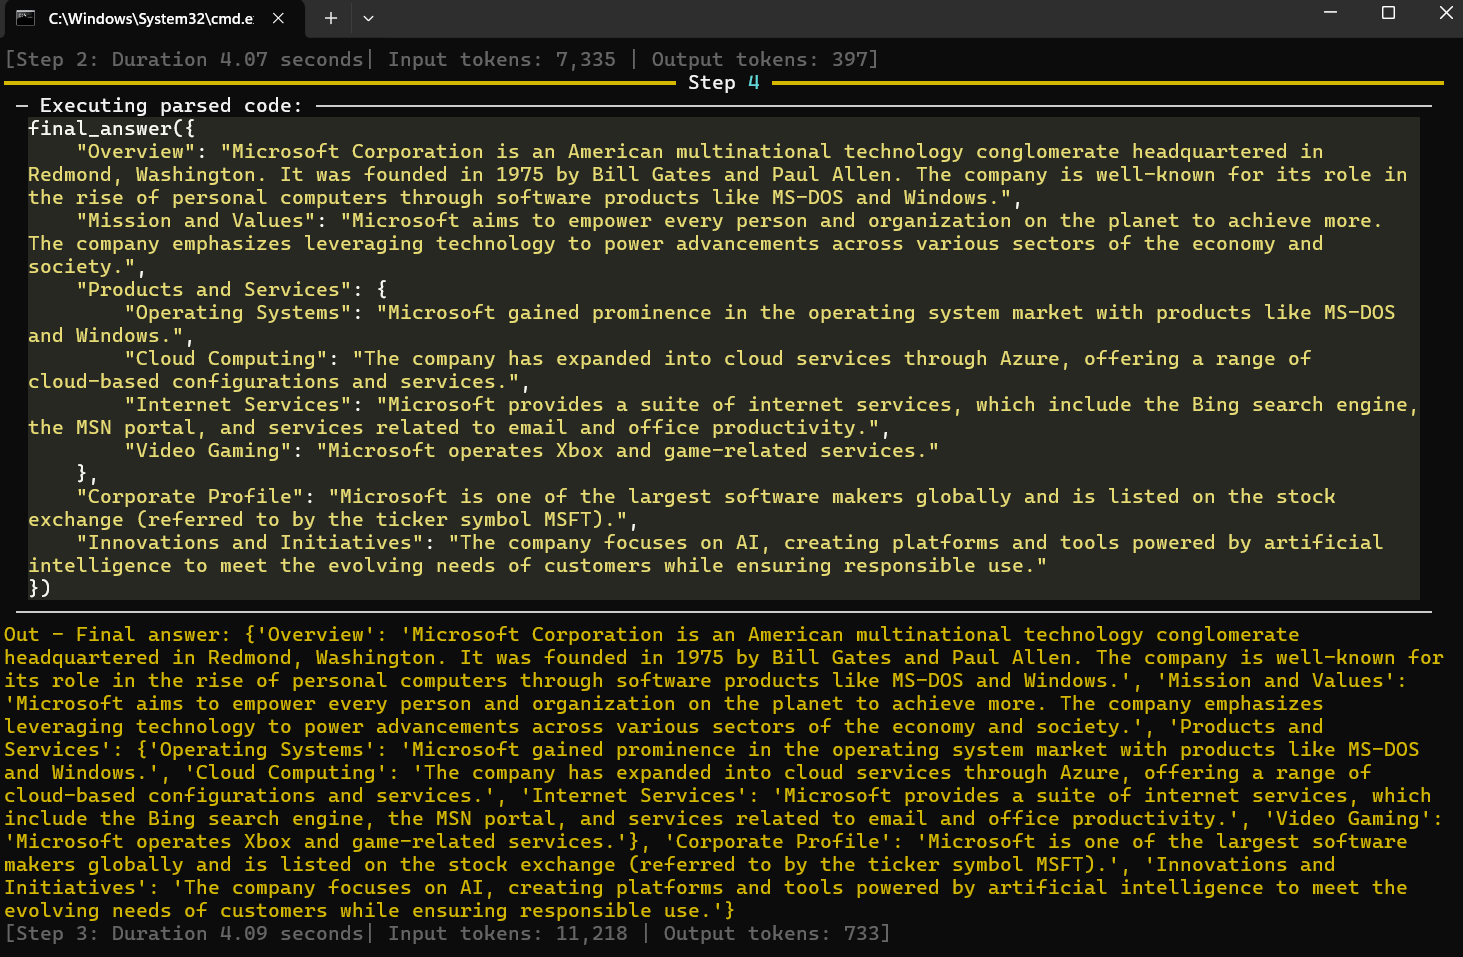 C:\Windows\System32\cmd.e
[Step 2: Duration 4.07 seconds| Input tokens: 7,335 | Output tokens: 397]
Step 4
─ Executing parsed code: ─
final_answer({
    "Overview": "Microsoft Corporation is an American multinational technology conglomerate headquartered in
Redmond, Washington. It was founded in 1975 by Bill Gates and Paul Allen. The company is well-known for its role in
the rise of personal computers through software products like MS-DOS and Windows.",
    "Mission and Values": "Microsoft aims to empower every person and organization on the planet to achieve more.
The company emphasizes leveraging technology to power advancements across various sectors of the economy and
society.",
    "Products and Services": {
        "Operating Systems": "Microsoft gained prominence in the operating system market with products like MS-DOS
and Windows.",
        "Cloud Computing": "The company has expanded into cloud services through Azure, offering a range of
cloud-based configurations and services.",
        "Internet Services": "Microsoft provides a suite of internet services, which include the Bing search engine,
the MSN portal, and services related to email and office productivity.",
        "Video Gaming": "Microsoft operates Xbox and game-related services."
    },
    "Corporate Profile": "Microsoft is one of the largest software makers globally and is listed on the stock
exchange (referred to by the ticker symbol MSFT).",
    "Innovations and Initiatives": "The company focuses on AI, creating platforms and tools powered by artificial
intelligence to meet the evolving needs of customers while ensuring responsible use."
})
Out - Final answer: {'Overview': 'Microsoft Corporation is an American multinational technology conglomerate
headquartered in Redmond, Washington. It was founded in 1975 by Bill Gates and Paul Allen. The company is well-known for
its role in the rise of personal computers through software products like MS-DOS and Windows.', 'Mission and Values':
'Microsoft aims to empower every person and organization on the planet to achieve more. The company emphasizes
leveraging technology to power advancements across various sectors of the economy and society.', 'Products and
Services': {'Operating Systems': 'Microsoft gained prominence in the operating system market with products like MS-DOS
and Windows.', 'Cloud Computing': 'The company has expanded into cloud services through Azure, offering a range of
cloud-based configurations and services.', 'Internet Services': 'Microsoft provides a suite of internet services, which
include the Bing search engine, the MSN portal, and services related to email and office productivity.', 'Video Gaming':
'Microsoft operates Xbox and game-related services.'}, 'Corporate Profile': 'Microsoft is one of the largest software
makers globally and is listed on the stock exchange (referred to by the ticker symbol MSFT).', 'Innovations and
Initiatives': 'The company focuses on AI, creating platforms and tools powered by artificial intelligence to meet the
evolving needs of customers while ensuring responsible use.'}
[Step 3: Duration 4.09 seconds| Input tokens: 11,218 | Output tokens: 733]